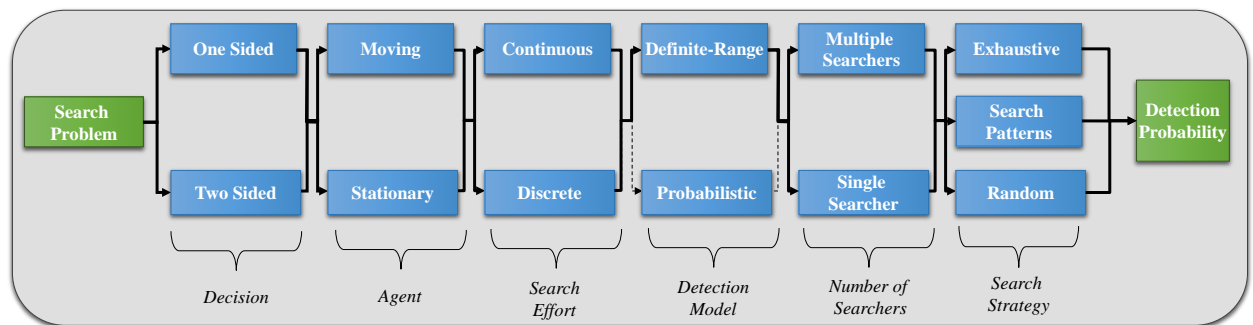 Search
Problem
One Sided
Two Sided
Decision
Moving
Stationary
Agent
Continuous
Discrete
Search
Effort
Definite-Range
Probabilistic
Detection
Model
Multiple
Searchers
Single
Searcher
Number of
Searchers
Exhaustive
Search
Patterns
Random
Search
Strategy
Detection
Probability